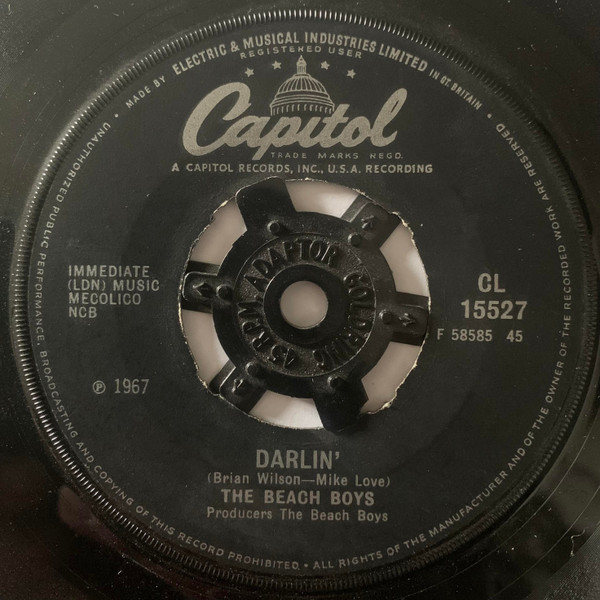 • MADE BY ELECTRIC & MUSICAL INDUSTRIES LIMITED IN GT. BRITAIN •
REGISTERED USER
Capitol
TRADE MARKS REGD.
A CAPITOL RECORDS, INC., U.S.A. RECORDING
IMMEDIATE
(LDN) MUSIC
MECOLICO
NCB
CL
15527
F 58585 45
℗ 1967
45 R.P.M. ADAPTOR GOLDRING
DARLIN'
(Brian Wilson—Mike Love)
THE BEACH BOYS
Producers The Beach Boys
UNAUTHORIZED PUBLIC PERFORMANCE, BROADCASTING AND COPYING OF THIS RECORD PROHIBITED. • ALL RIGHTS OF THE MANUFACTURER AND OF THE OWNER OF THE RECORDED WORK ARE RESERVED